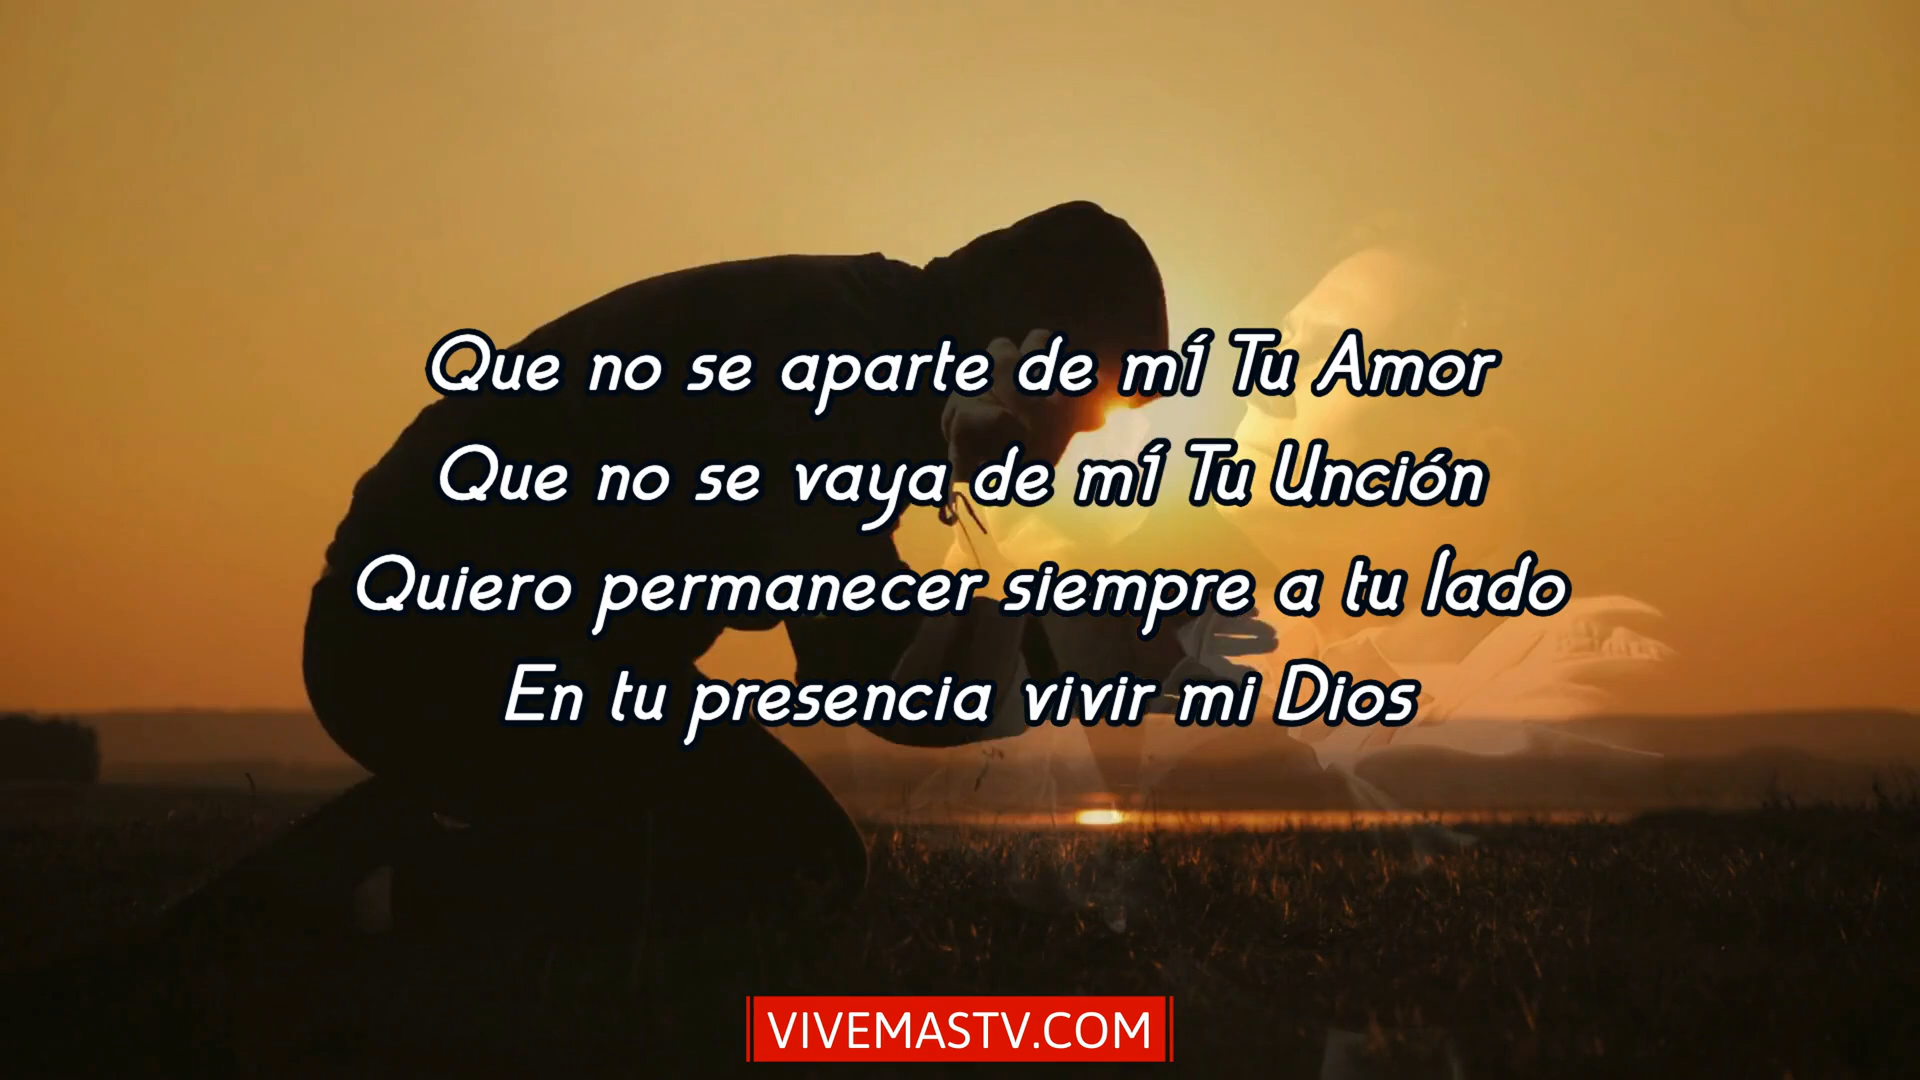 Que no se aparte de mí Tu Amor
Que no se vaya de mí Tu Unción
Quiero permanecer siempre a tu lado
En tu presencia vivir mi Dios
VIVEMASTV.COM